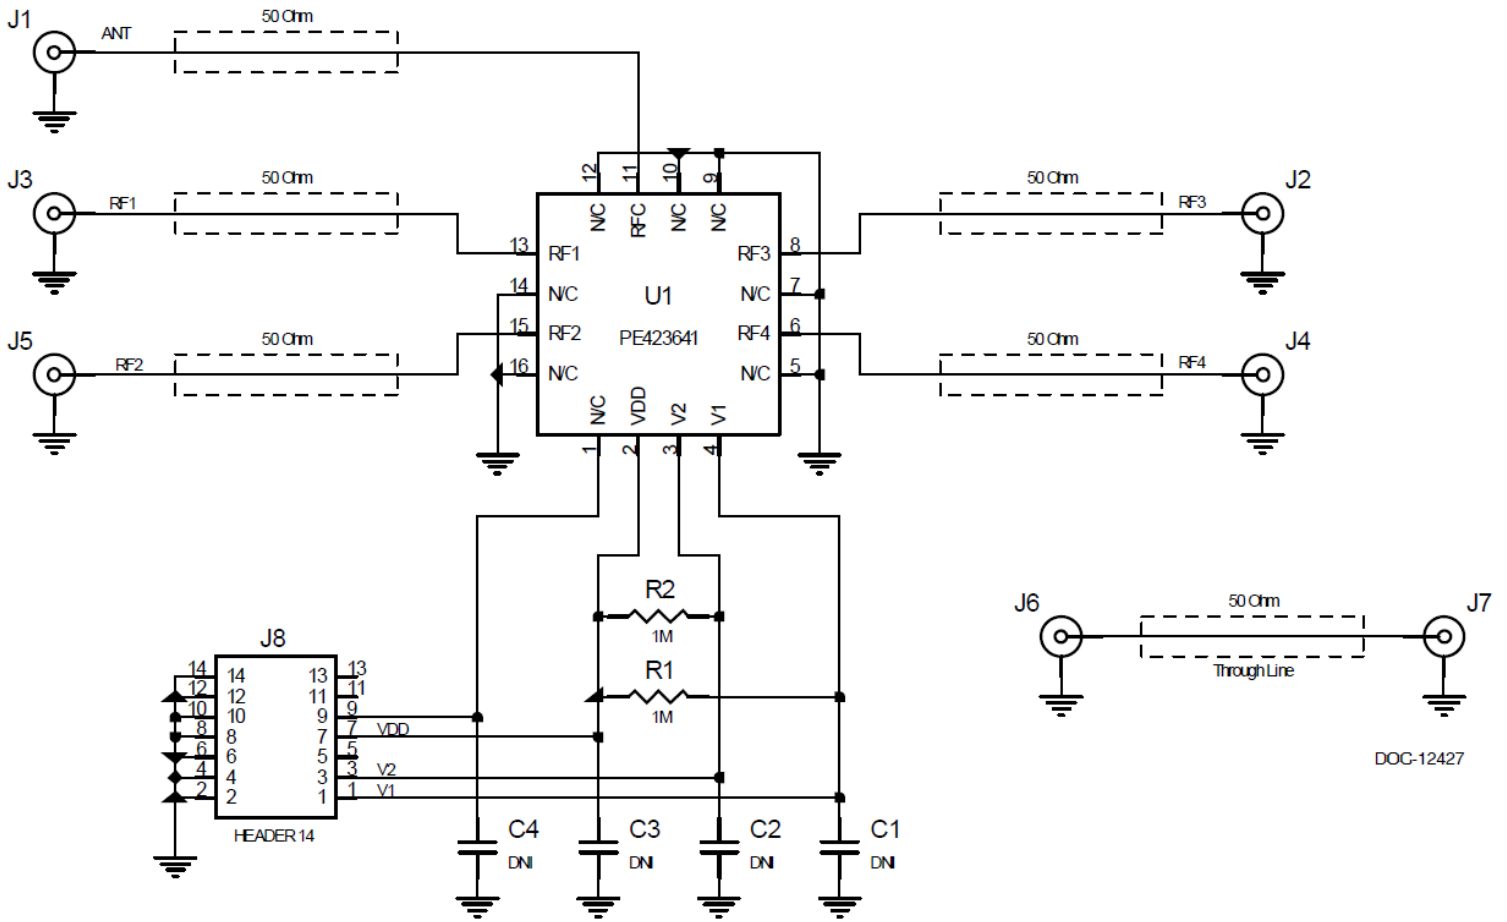 J1
ANT
50 Ohm
J3
RF1
50 Ohm
J5
RF2
50 Ohm
12
11
10
9
N/C
RFC
N/C
N/C
13
RF1
14
N/C
15
RF2
16
N/C
U1
PE423641
RF3
8
N/C
7
RF4
6
N/C
5
N/C
VDD
V2
V1
1
2
3
4
50 Ohm
RF3
J2
50 Ohm
RF4
J4
R2
1M
R1
1M
J8
14
14
13
13
12
12
11
11
10
10
9
9
8
8
7
7
VDD
6
6
5
5
4
4
3
3
V2
2
2
1
1
V1
HEADER 14
C4
DNI
C3
DNI
C2
DNI
C1
DNI
J6
50 Ohm
J7
Through Line
DOC-12427